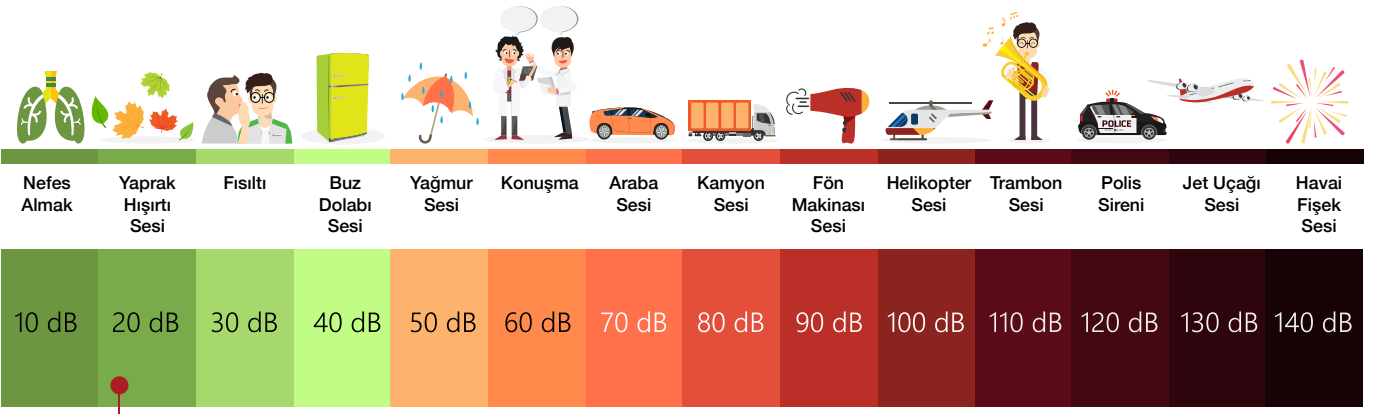 POLICE
Nefes
Almak
Yaprak
Hışırtı
Sesi
Fısıltı
Buz
Dolabı
Sesi
Yağmur
Sesi
Konuşma
Araba
Sesi
Kamyon
Sesi
Fön
Makinası
Sesi
Helikopter
Sesi
Trambon
Sesi
Polis
Sireni
Jet Uçağı
Sesi
Havai
Fişek
Sesi
10 dB
20 dB
30 dB
40 dB
50 dB
60 dB
70 dB
80 dB
90 dB
100 dB
110 dB
120 dB
130 dB
140 dB